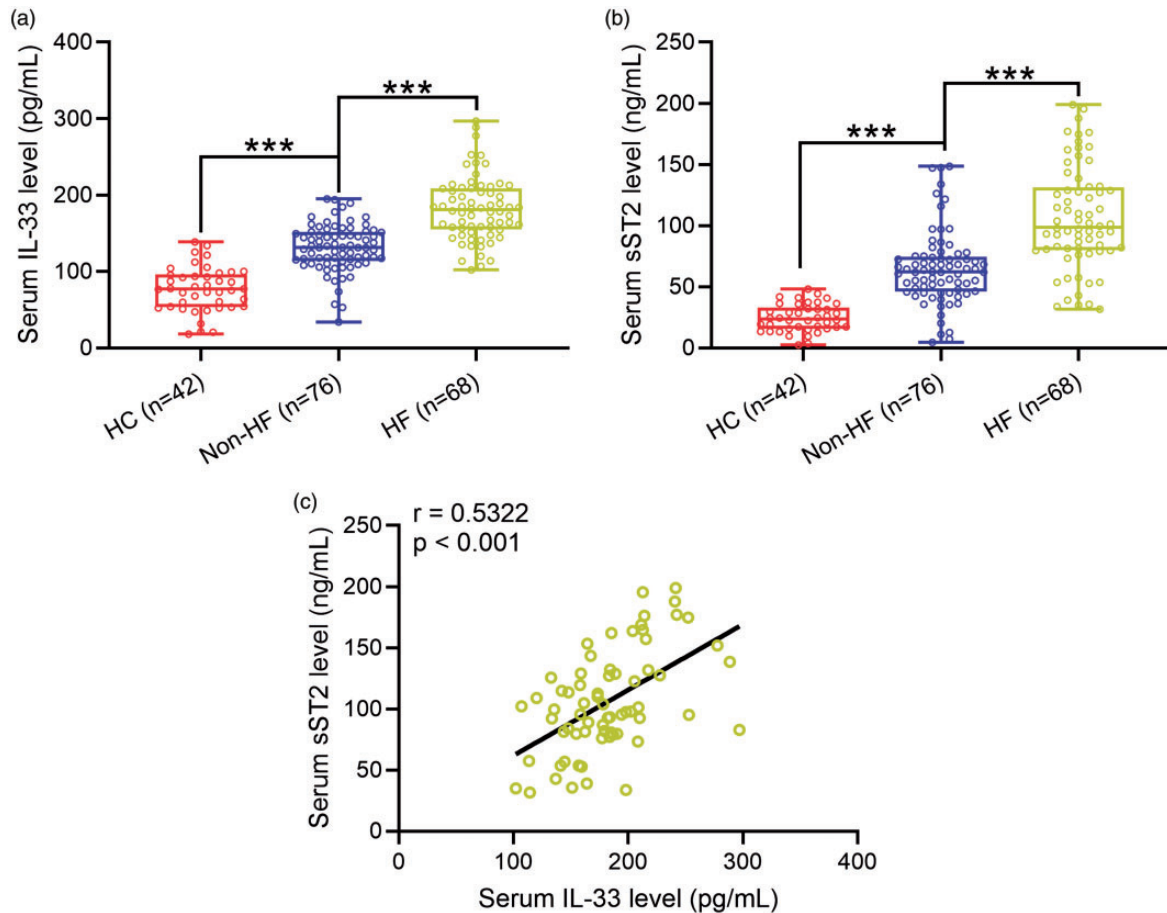 (a)
Serum IL-33 level (pg/mL)
400
300
200
100
0
***
***
HC (n=42)
Non-HF (n=76)
HF (n=68)
(b)
Serum sST2 level (ng/mL)
250
200
150
100
50
0
***
***
HC (n=42)
Non-HF (n=76)
HF (n=68)
(c)
r = 0.5322
p < 0.001
Serum sST2 level (ng/mL)
250
200
150
100
50
0
0
100
200
300
400
Serum IL-33 level (pg/mL)